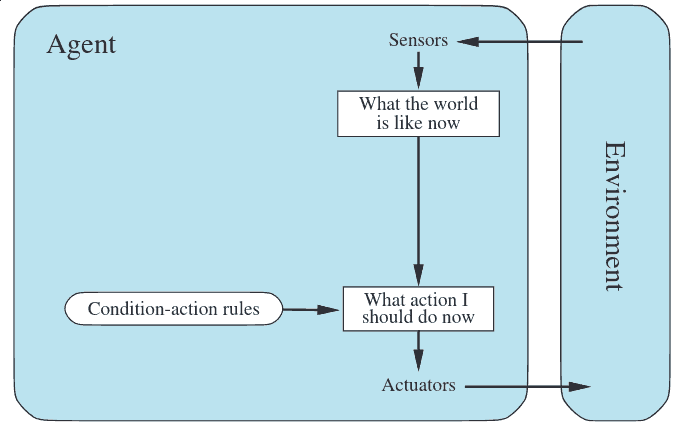 Agent
Sensors
What the world
is like now
Environment
Condition-action rules
What action I
should do now
Actuators